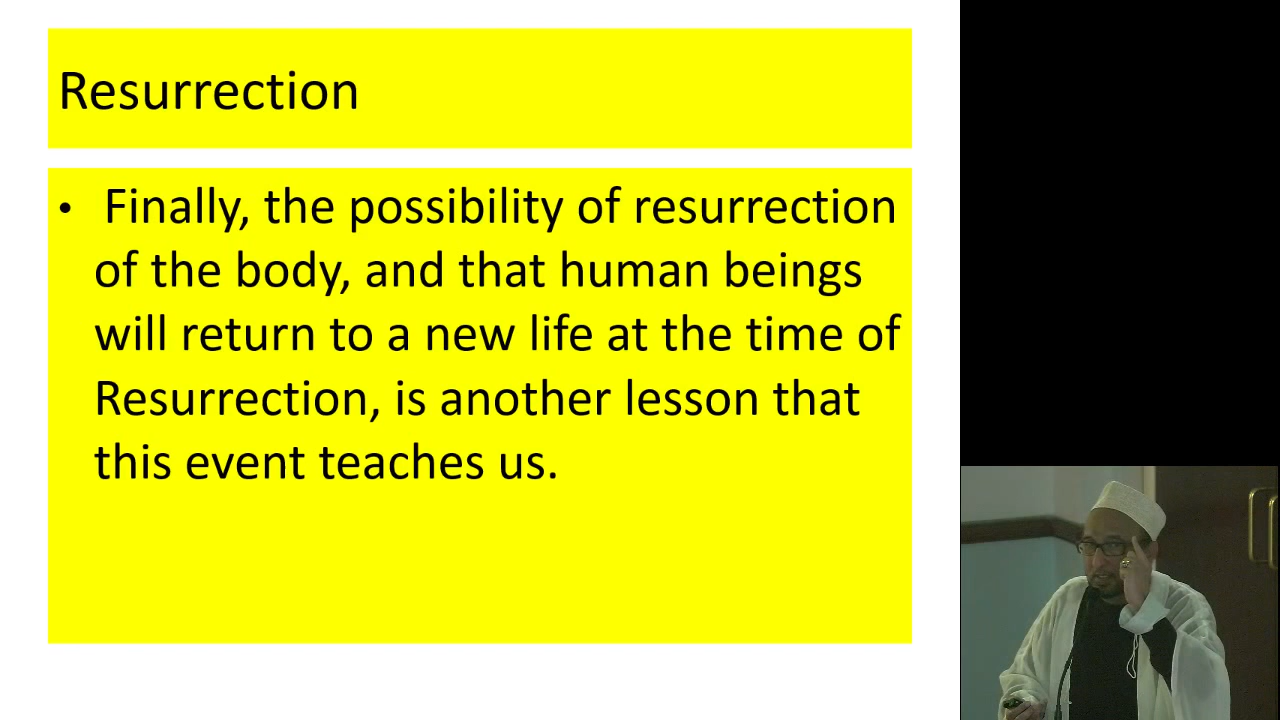 Resurrection
• Finally, the possibility of resurrection
of the body, and that human beings
will return to a new life at the time of
Resurrection, is another lesson that
this event teaches us.